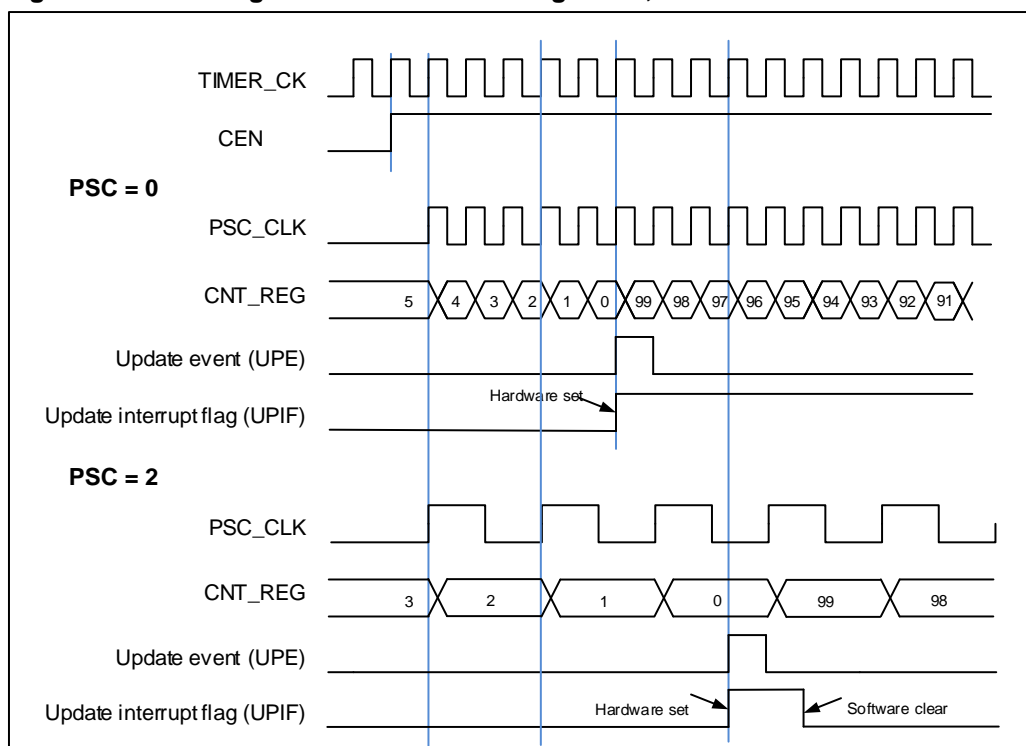 TIMER_CK
CEN
PSC = 0
PSC_CLK
CNT_REG 5 4 3 2 1 0 99 98 97 96 95 94 93 92 91
Update event (UPE)
Hardware set
Update interrupt flag (UPIF)
PSC = 2
PSC_CLK
CNT_REG 3 2 1 0 99 98
Update event (UPE)
Update interrupt flag (UPIF) Hardware set Software clear